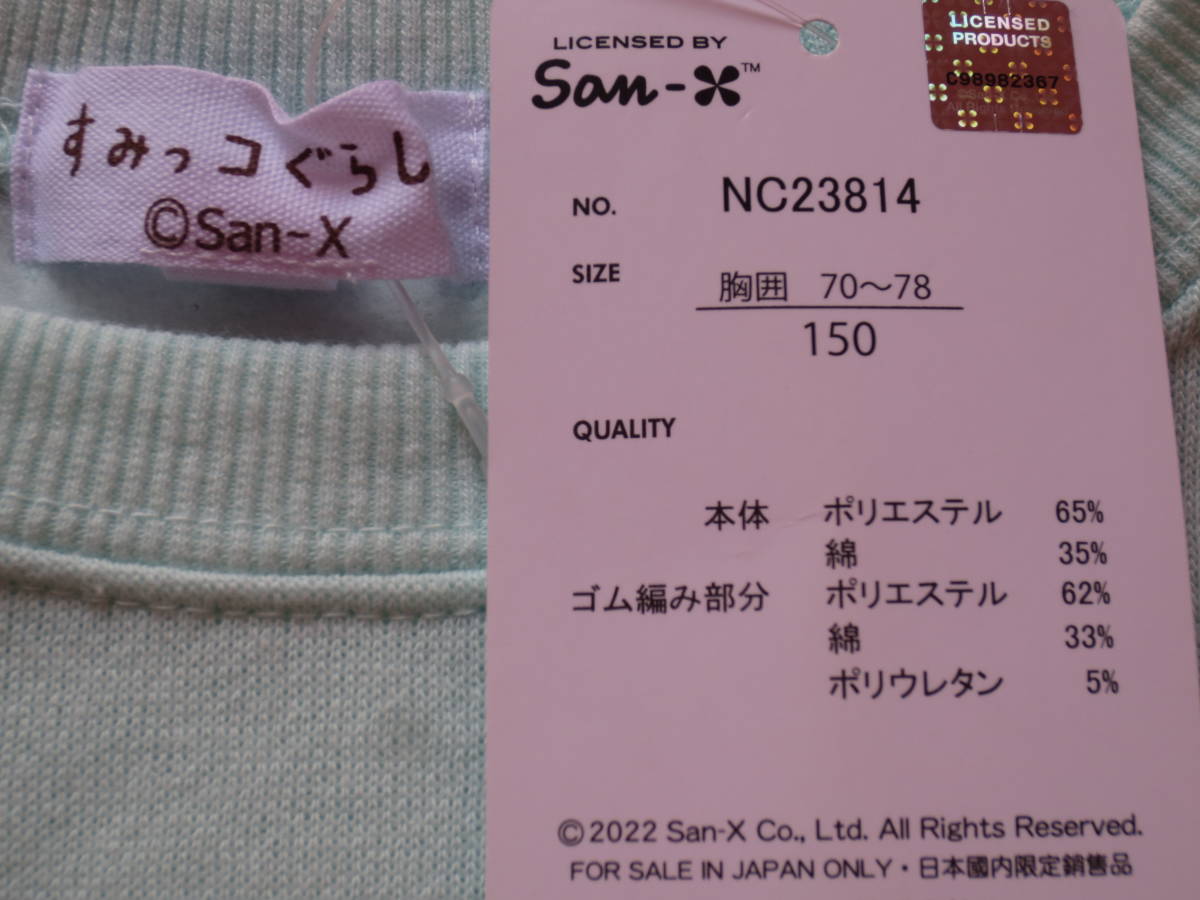 すみっコぐらし
©San-X
LICENSED BY
San-X™
LICENSED
PRODUCTS
C98982367
NO. NC23814
SIZE 胸囲 70～78
150
QUALITY
本体 ポリエステル 65%
綿 35%
ゴム編み部分 ポリエステル 62%
綿 33%
ポリウレタン 5%
©2022 San-X Co., Ltd. All Rights Reserved.
FOR SALE IN JAPAN ONLY・日本國内限定銷售品